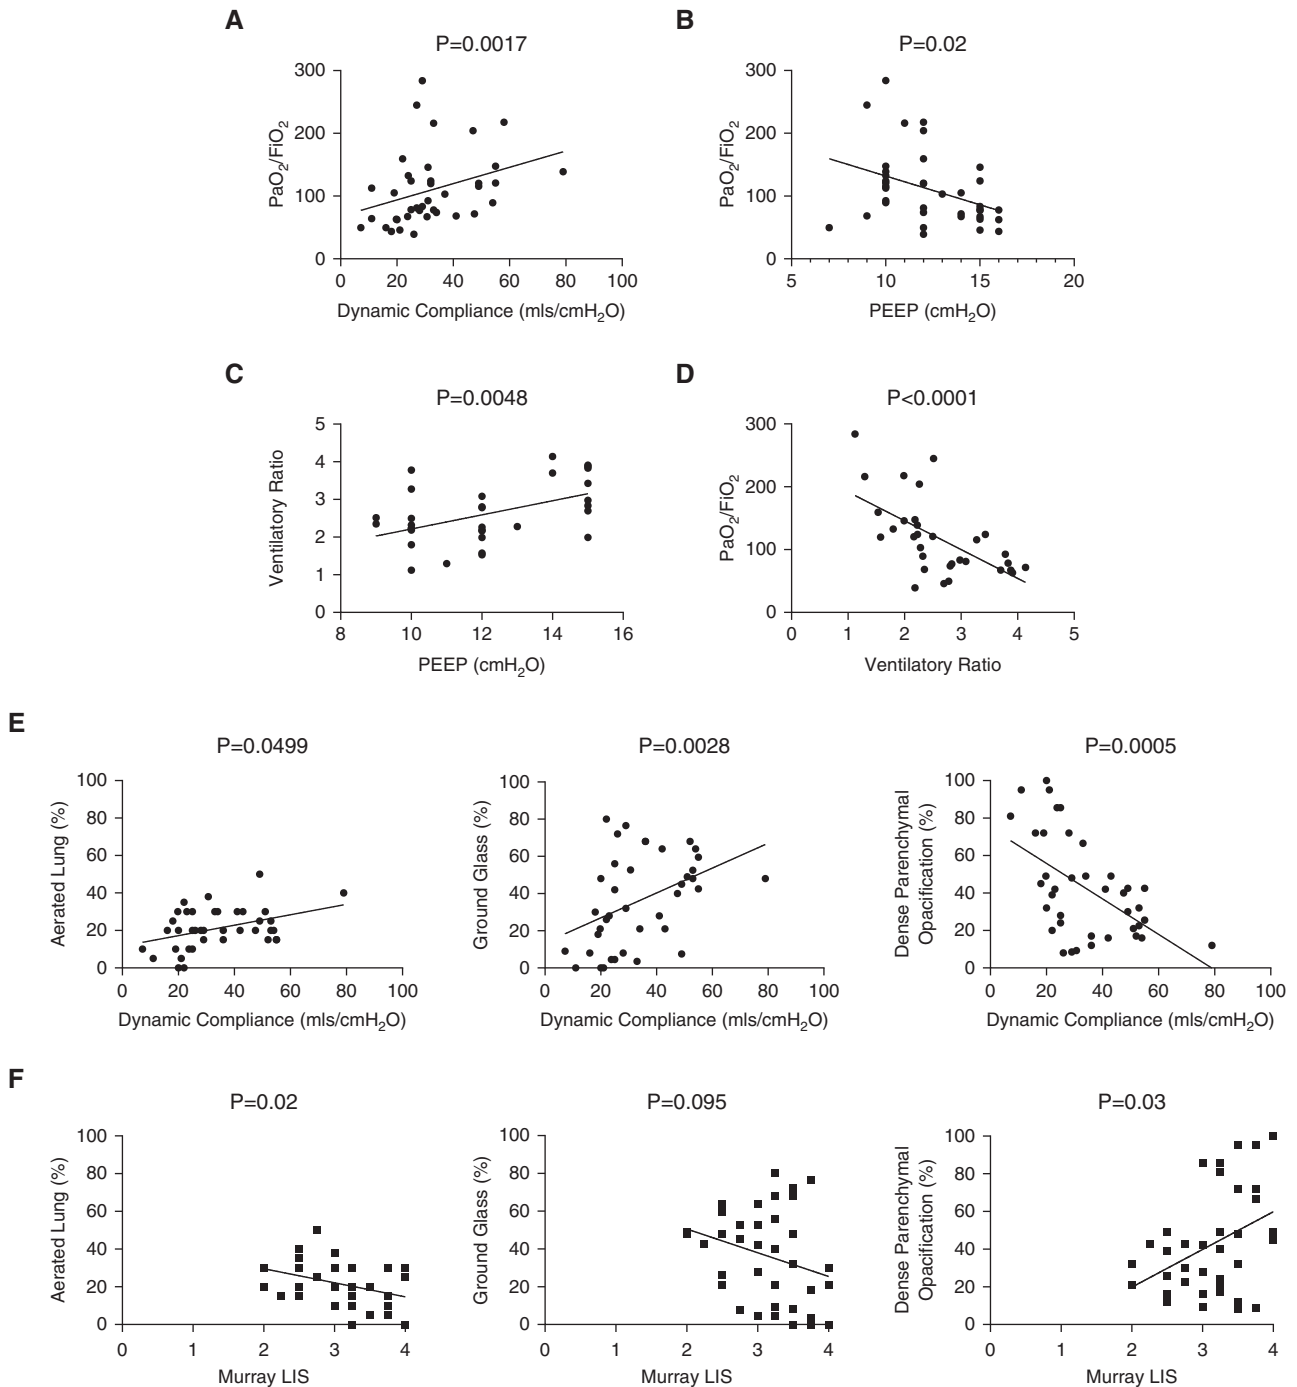 A
B
P=0.0017
P=0.02
PaO2/FiO2
300
200
100
0
0 20 40 60 80 100
Dynamic Compliance (mls/cmH2O)
PaO2/FiO2
300
200
100
0
5 10 15 20
PEEP (cmH2O)
C
D
P=0.0048
P<0.0001
Ventilatory Ratio
5
4
3
2
1
0
8 10 12 14 16
PEEP (cmH2O)
PaO2/FiO2
300
200
100
0
0 1 2 3 4 5
Ventilatory Ratio
E
P=0.0499
P=0.0028
P=0.0005
Aerated Lung (%)
100
80
60
40
20
0
0 20 40 60 80 100
Dynamic Compliance (mls/cmH2O)
Ground Glass (%)
100
80
60
40
20
0
0 20 40 60 80 100
Dynamic Compliance (mls/cmH2O)
Dense Parenchymal
Opacification (%)
100
80
60
40
20
0
0 20 40 60 80 100
Dynamic Compliance (mls/cmH2O)
F
P=0.02
P=0.095
P=0.03
Aerated Lung (%)
100
80
60
40
20
0
0 1 2 3 4
Murray LIS
Ground Glass (%)
100
80
60
40
20
0
0 1 2 3 4
Murray LIS
Dense Parenchymal
Opacification (%)
100
80
60
40
20
0
0 1 2 3 4
Murray LIS